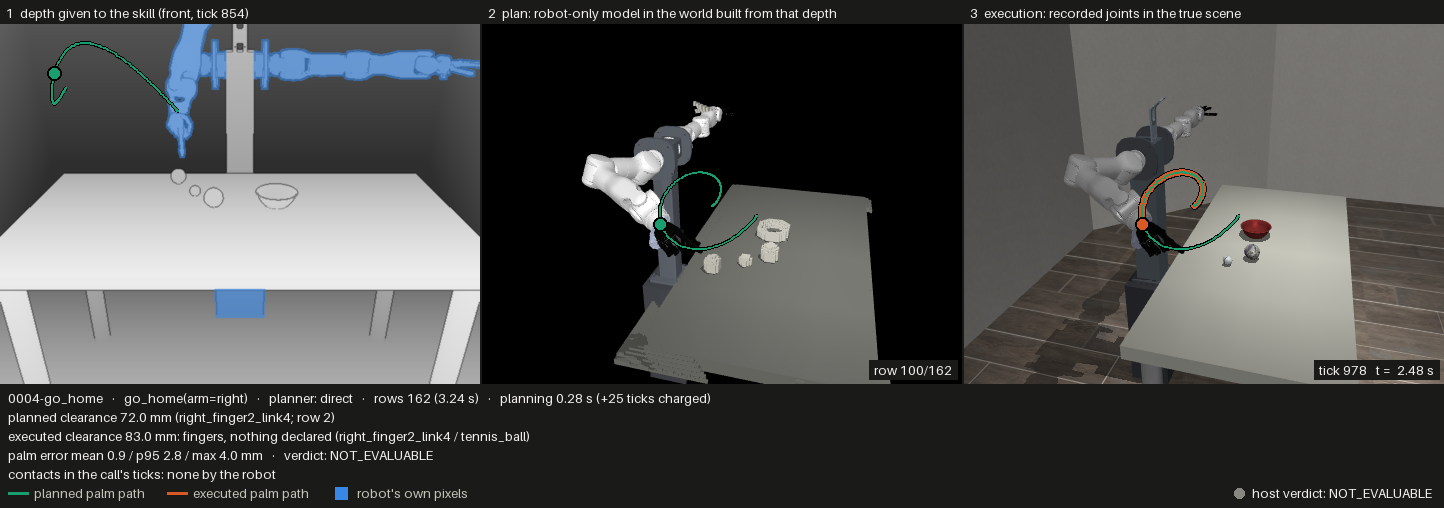 1 depth given to the skill (front, tick 854)
2 plan: robot-only model in the world built from that depth
3 execution: recorded joints in the true scene
row 100/162
tick 978 t = 2.48 s
0004-go_home · go_home(arm=right) · planner: direct · rows 162 (3.24 s) · planning 0.28 s (+25 ticks charged)
planned clearance 72.0 mm (right_finger2_link4; row 2)
executed clearance 83.0 mm: fingers, nothing declared (right_finger2_link4 / tennis_ball)
palm error mean 0.9 / p95 2.8 / max 4.0 mm · verdict: NOT_EVALUABLE
contacts in the call's ticks: none by the robot
planned palm path executed palm path robot's own pixels host verdict: NOT_EVALUABLE